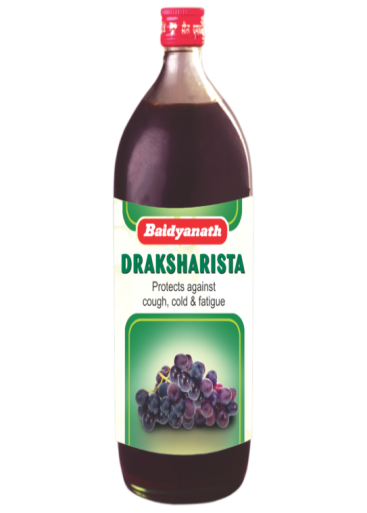 Baidyanath
DRAKSHARISTA
Protects against
cough, cold & fatigue